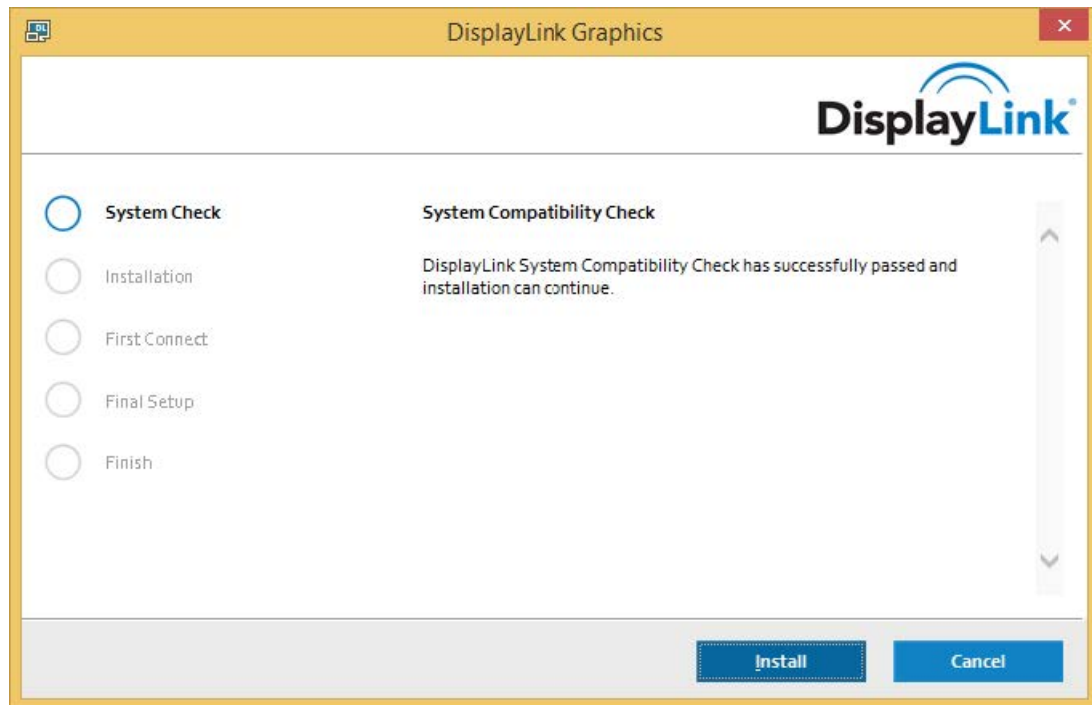 DL
DisplayLink Graphics
DisplayLink®
System Check
Installation
First Connect
Final Setup
Finish
System Compatibility Check
DisplayLink System Compatibility Check has successfully passed and
installation can continue.
Install
Cancel